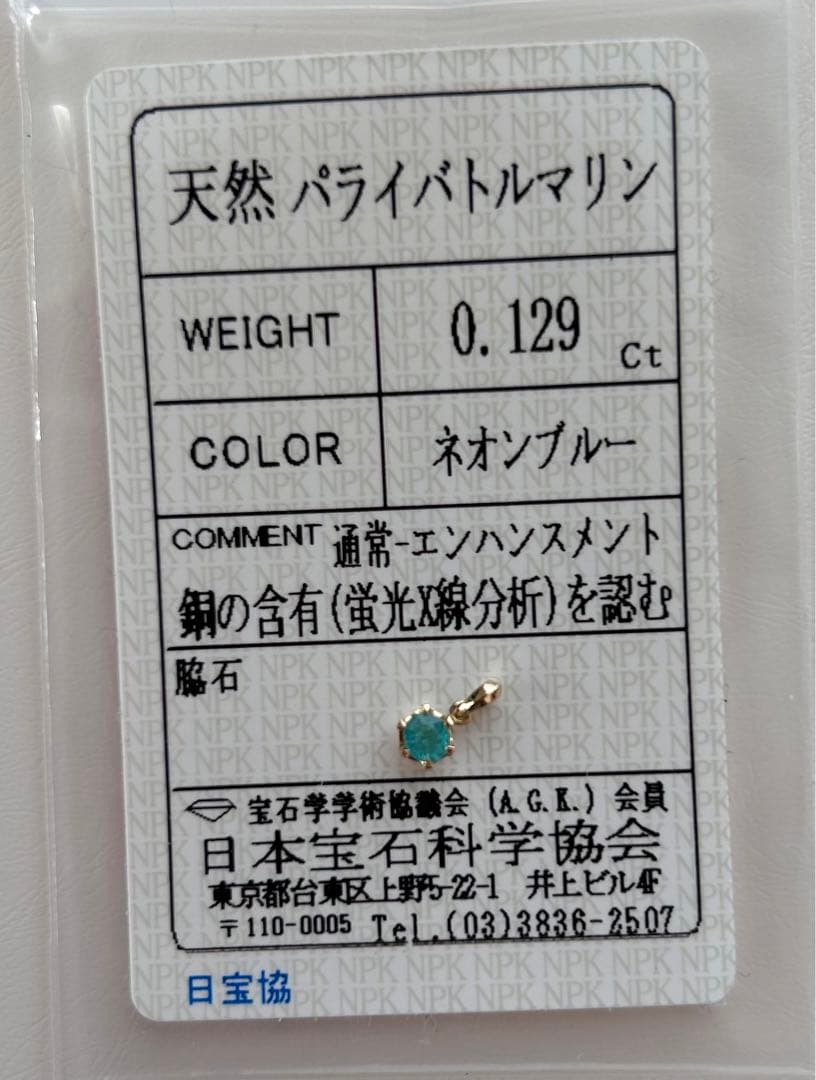 天然 パライバトルマリン
WEIGHT 0.129 Ct
COLOR ネオンブルー
COMMENT 通常-エンハンスメント
銅の含有(蛍光X線分析)を認む
脇石
宝石学学術協議会 (A.G.K.) 会員
日本宝石科学協会
東京都台東区上野5-22-1 井上ビル4F
〒110-0005 Tel.(03)3836-2507
日宝協